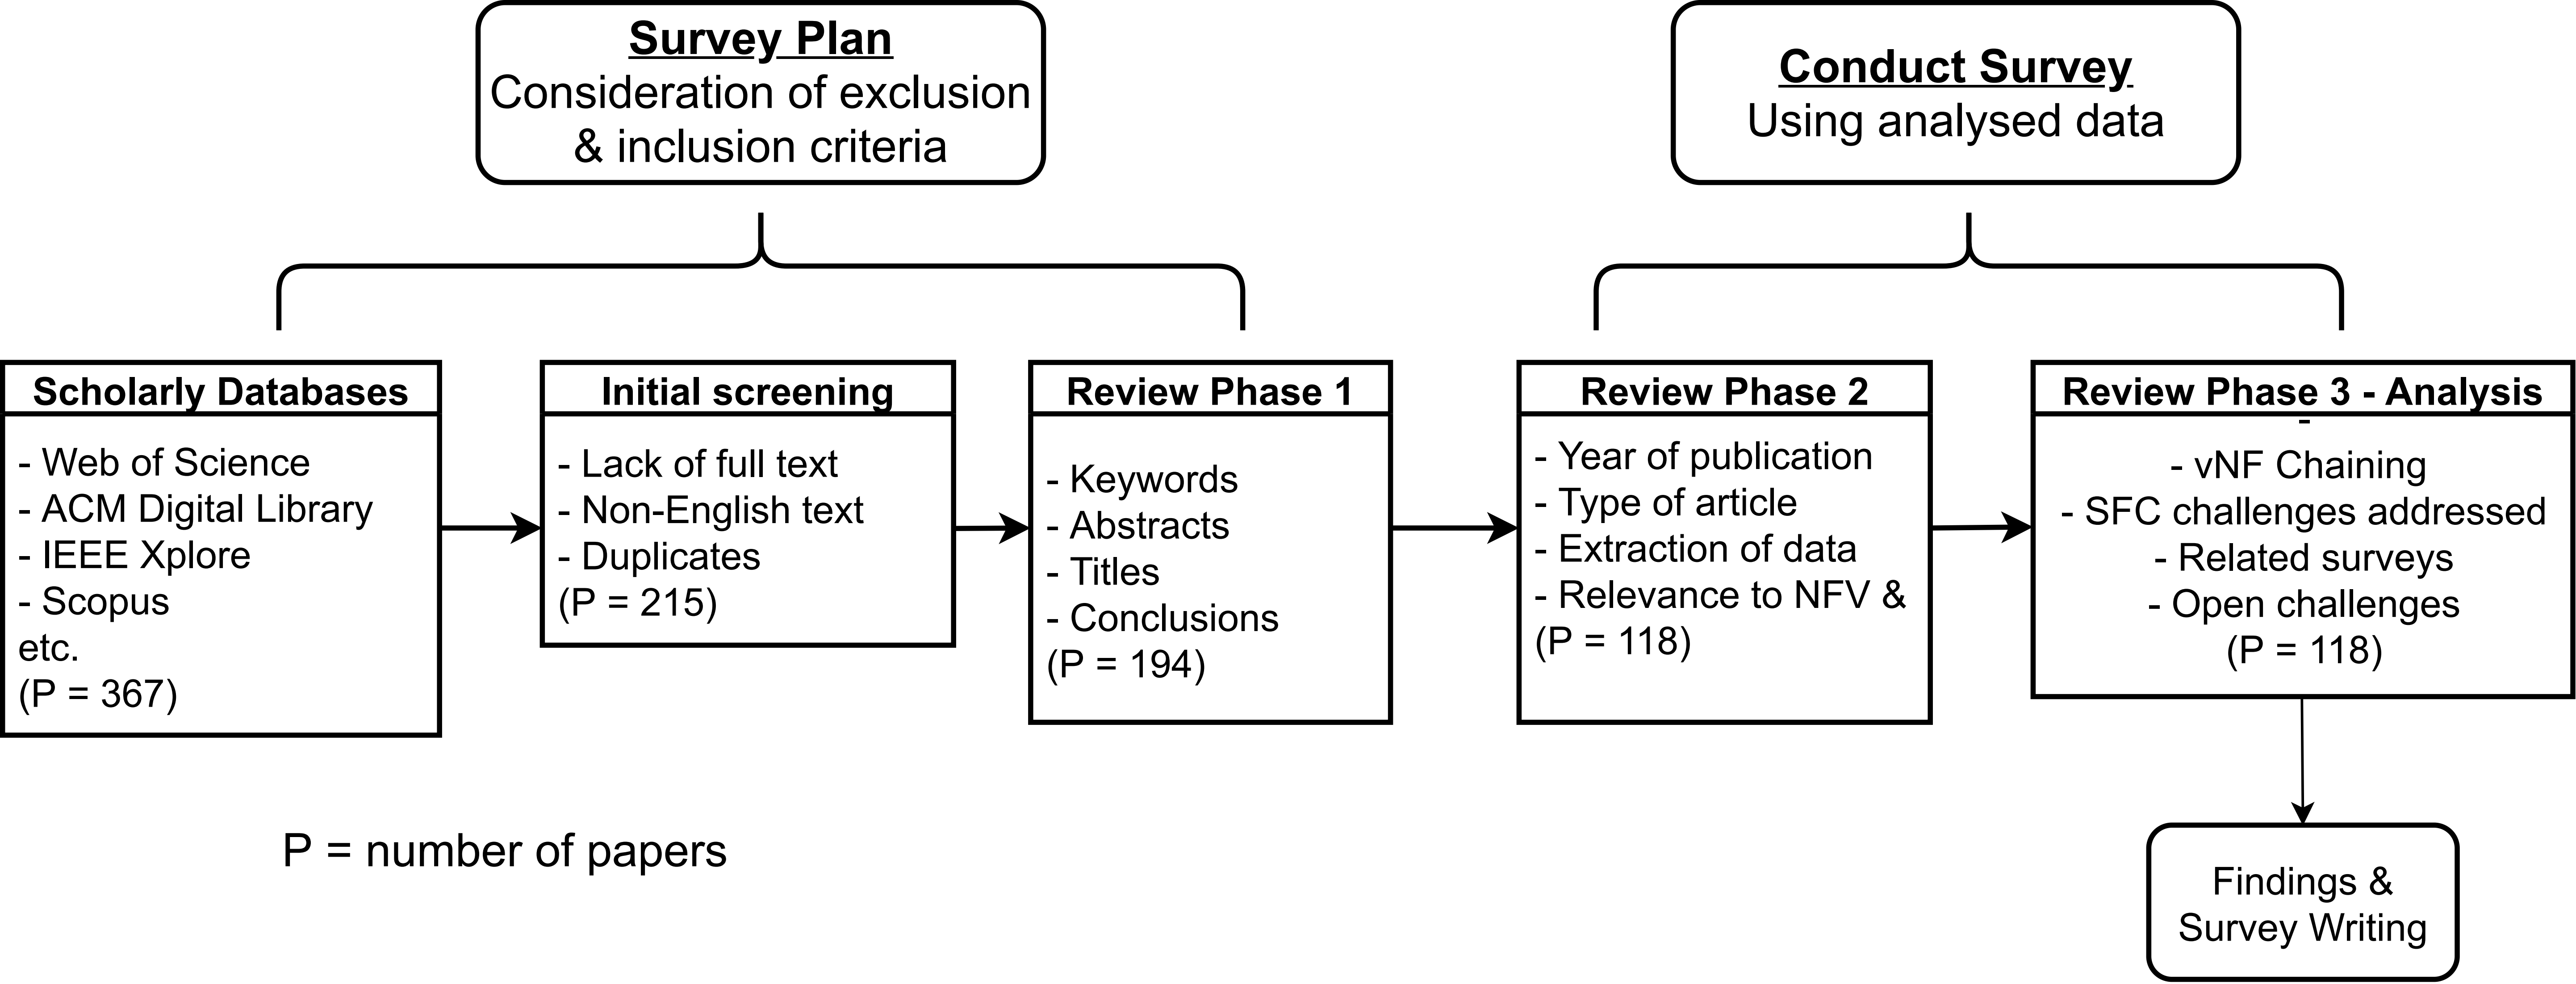 Survey Plan
Consideration of exclusion
& inclusion criteria
Conduct Survey
Using analysed data
Scholarly Databases
- Web of Science
- ACM Digital Library
- IEEE Xplore
- Scopus
etc.
(P = 367)
Initial screening
- Lack of full text
- Non-English text
- Duplicates
(P = 215)
Review Phase 1
- Keywords
- Abstracts
- Titles
- Conclusions
(P = 194)
Review Phase 2
- Year of publication
- Type of article
- Extraction of data
- Relevance to NFV &
(P = 118)
Review Phase 3 - Analysis
-
- vNF Chaining
- SFC challenges addressed
- Related surveys
- Open challenges
(P = 118)
P = number of papers
Findings &
Survey Writing